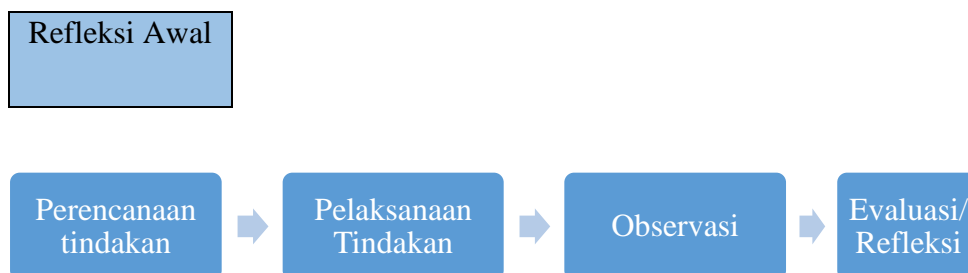 Refleksi Awal
Perencanaan
tindakan
Pelaksanaan
Tindakan
Observasi
Evaluasi/
Refleksi